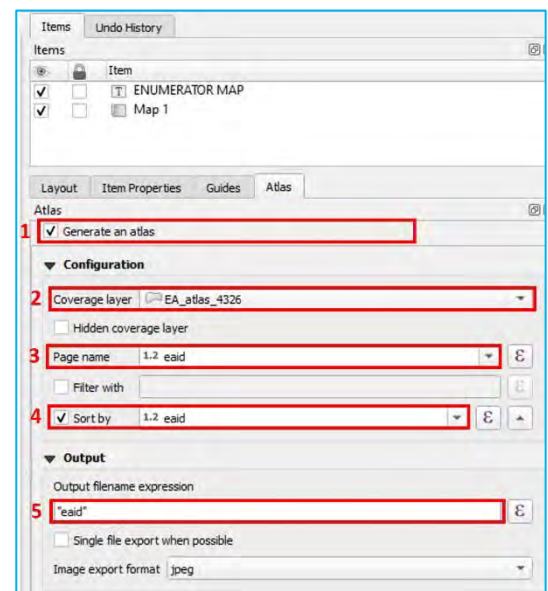 Items Undo History
Items
Item
ENUMERATOR MAP
Map 1
Layout Item Properties Guides Atlas
Atlas
1 Generate an atlas
Configuration
2 Coverage layer EA_atlas_4326
Hidden coverage layer
3 Page name 1.2 eaid ε
Filter with ε
4 Sort by 1.2 eaid ε
Output
Output filename expression
5 "eaid" ε
Single file export when possible
Image export format jpeg